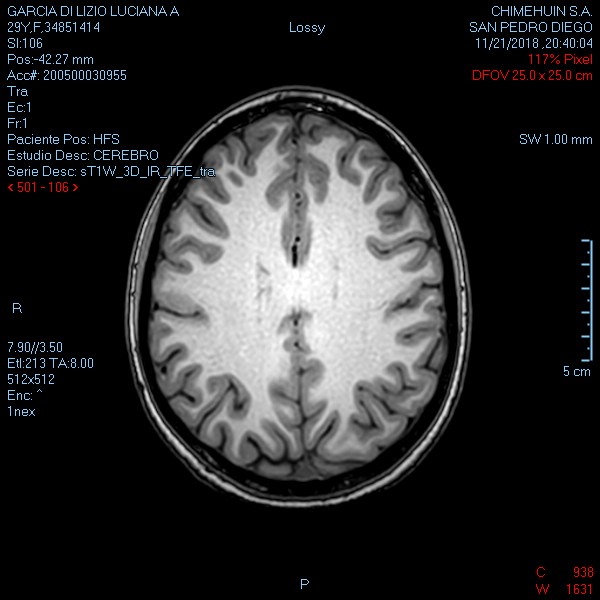 GARCIA DI LIZIO LUCIANA A
29Y,F,34851414
Sl:106
Pos:-42.27 mm
Acc#: 200500030955
Tra
Ec:1
Fr:1
Paciente Pos: HFS
Estudio Desc: CEREBRO
Serie Desc: sT1W_3D_IR_TFE_tra
< 501 - 106 >
Lossy
CHIMEHUIN S.A.
SAN PEDRO DIEGO
11/21/2018 ,20:40:04
117% Pixel
DFOV 25.0 x 25.0 cm
SW 1.00 mm
R
7.90//3.50
Etl:213 TA:8.00
512x512
Enc: ^
1nex
5 cm
P
C 938
W 1631